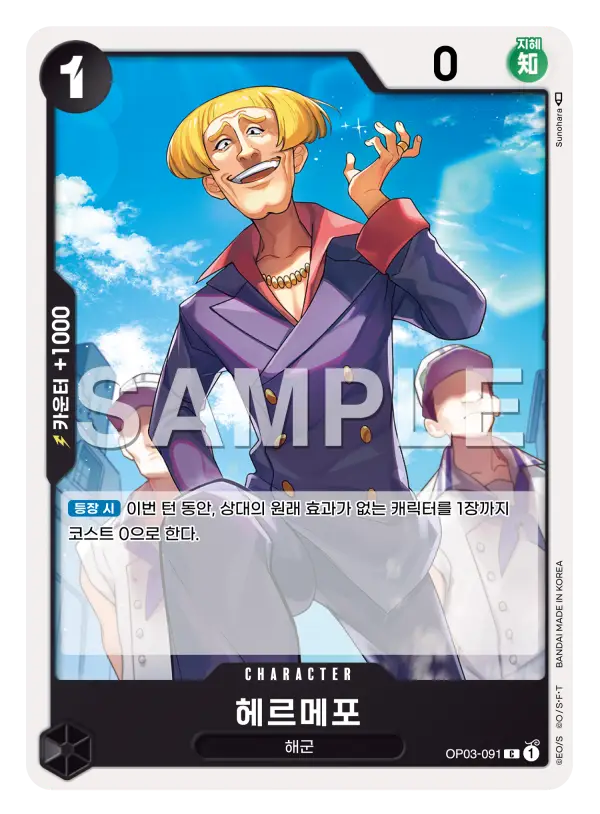 1
0
지혜
知
Sunohara
카운터 +1000
SAMPLE
등장 시 이번 턴 동안, 상대의 원래 효과가 없는 캐릭터를 1장까지
코스트 0으로 한다.
CHARACTER
헤르메포
해군
OP03-091 C 1
©E.O/S ©O/S・F・T BANDAI MADE IN KOREA